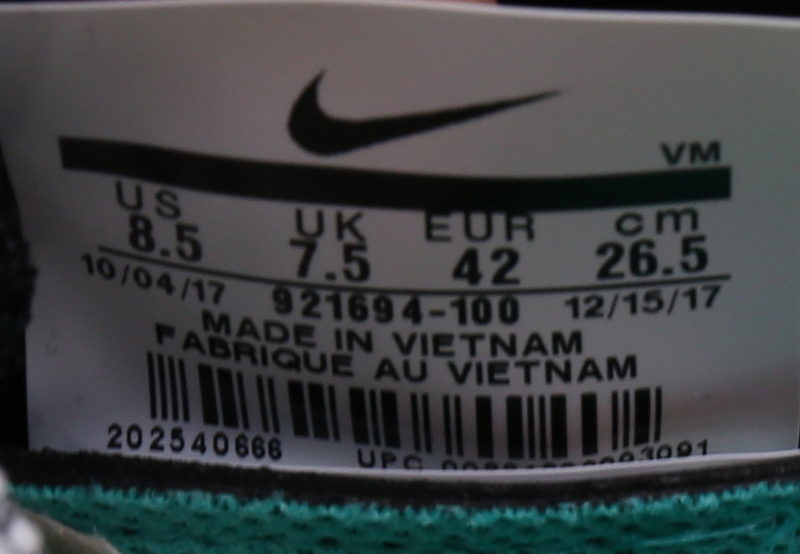 VM
US UK EUR cm
8.5 7.5 42 26.5
10/04/17 921694-100 12/15/17
MADE IN VIETNAM
FABRIQUE AU VIETNAM
202540666 UPC